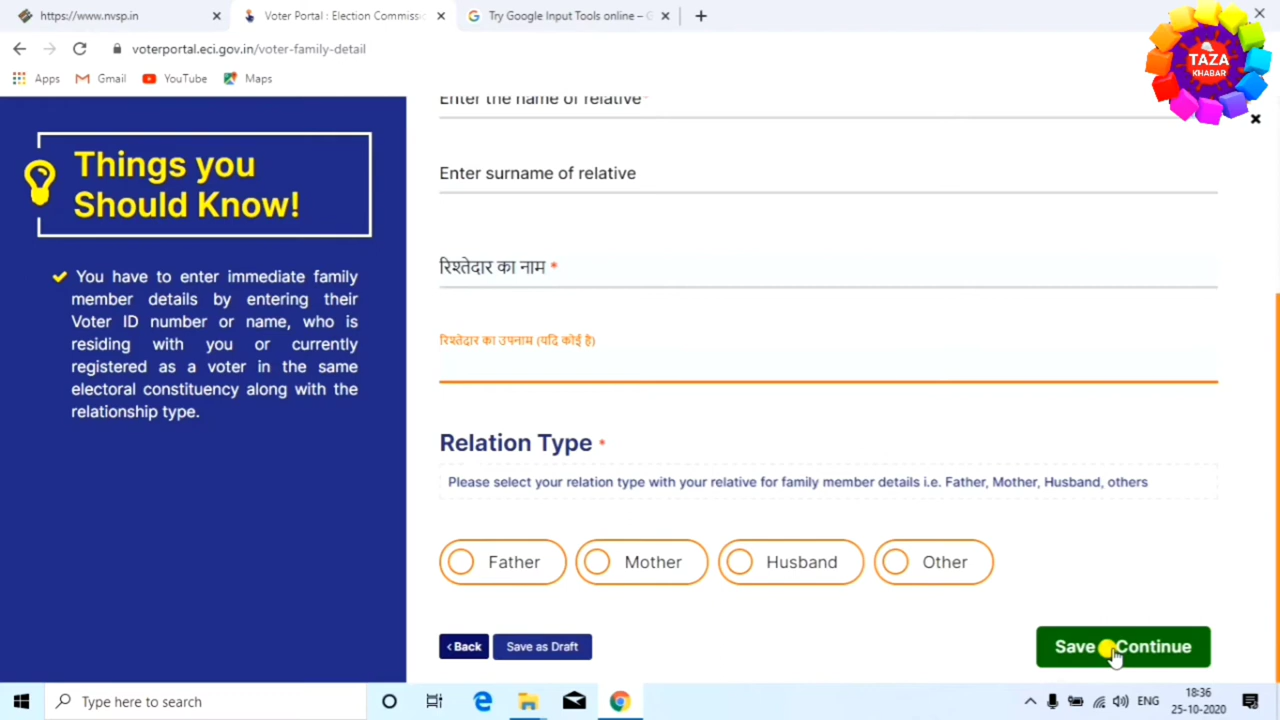 https://www.nvsp.in
Voter Portal : Election Commiss
Try Google Input Tools online – G
voterportal.eci.gov.in/voter-family-detail
Apps
Gmail
YouTube
Maps
TAZA
KHABAR
Things you
Should Know!
You have to enter immediate family
member details by entering their
Voter ID number or name, who is
residing with you or currently
registered as a voter in the same
electoral constituency along with the
relationship type.
Enter the name of relative*
Enter surname of relative
रिश्तेदार का नाम *
रिश्तेदार का उपनाम (यदि कोई है)
Relation Type *
Please select your relation type with your relative for family member details i.e. Father, Mother, Husband, others
Father
Mother
Husband
Other
‹ Back
Save as Draft
Save Continue
Type here to search
ENG
18:36
25-10-2020